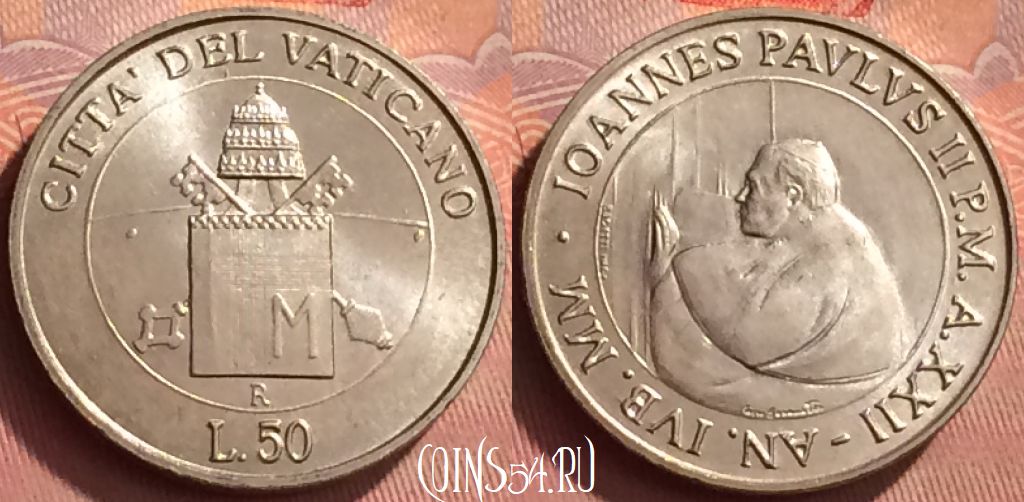 CITTA' DEL VATICANO
M
R
L. 50
IOANNES PAVLVS II P.M. A.XXII - AN. IVB. MM •
COINS54.RU